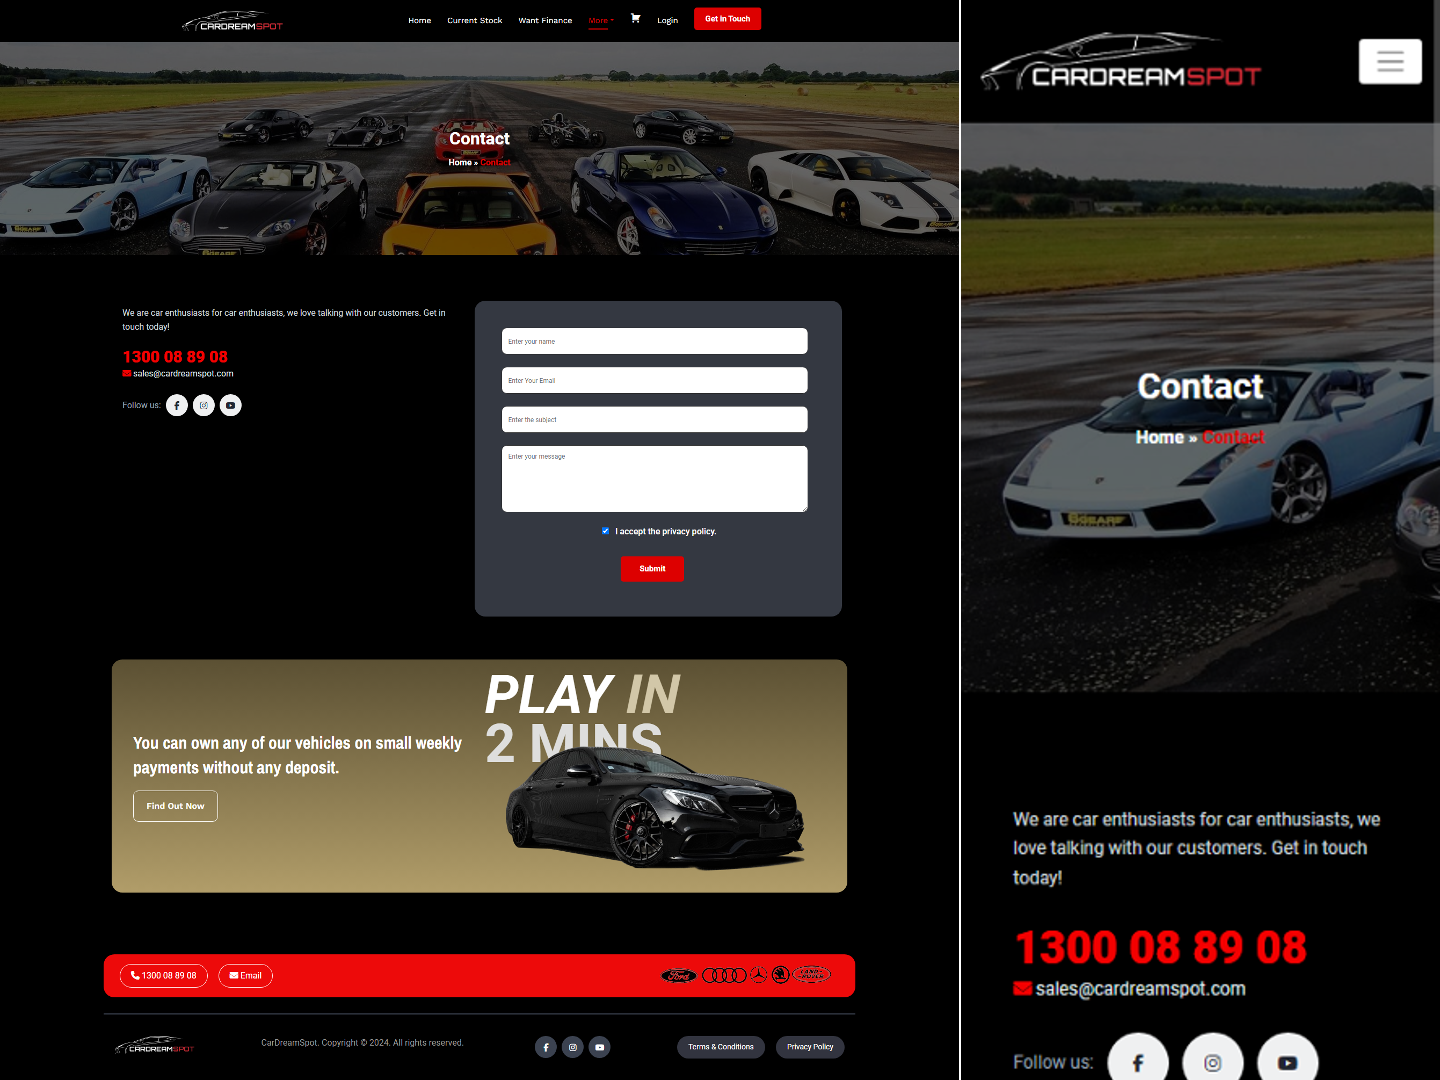 CARDREAMSPOT
Home
Current Stock
Want Finance
More
Login
Get in Touch
Contact
Home » Contact
We are car enthusiasts for car enthusiasts, we love talking with our customers. Get in
touch today!
1300 08 89 08
sales@cardreamspot.com
Follow us:
Enter your name
Enter Your Email
Enter the subject
Enter your message
I accept the privacy policy.
Submit
You can own any of our vehicles on small weekly
payments without any deposit.
Find Out Now
PLAY IN
2 MINS
1300 08 89 08
Email
Ford
LAND ROVER
CARDREAMSPOT
CarDreamSpot. Copyright © 2024. All rights reserved.
Terms & Conditions
Privacy Policy
CARDREAMSPOT
Contact
Home » Contact
We are car enthusiasts for car enthusiasts, we
love talking with our customers. Get in touch
today!
1300 08 89 08
sales@cardreamspot.com
Follow us: